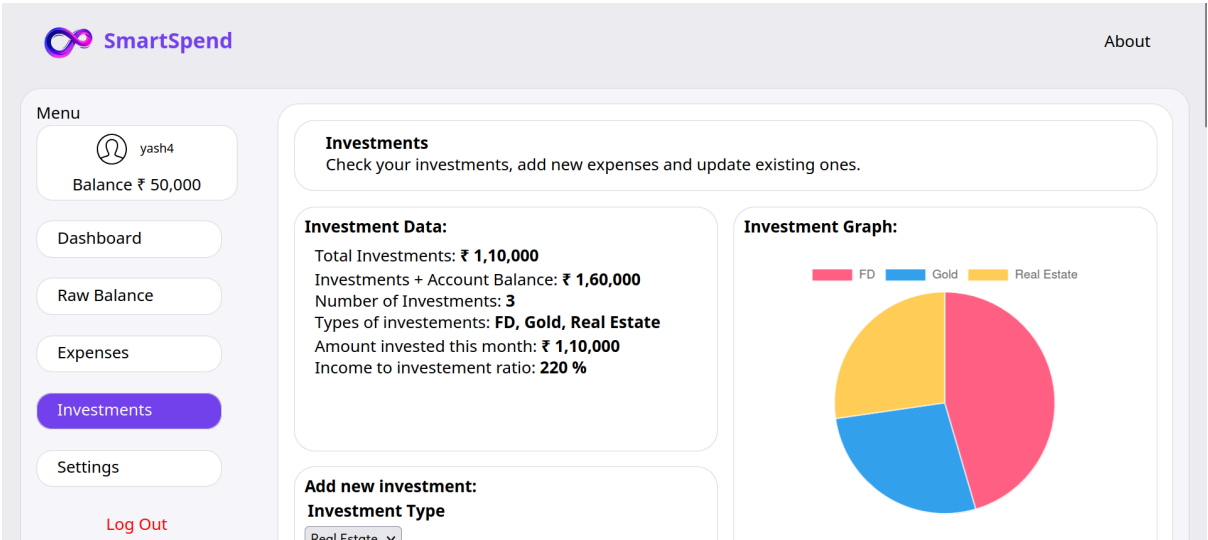 SmartSpend
About
Menu
yash4
Balance ₹ 50,000
Dashboard
Raw Balance
Expenses
Investments
Settings
Log Out
Investments
Check your investments, add new expenses and update existing ones.
Investment Data:
Total Investments: ₹ 1,10,000
Investments + Account Balance: ₹ 1,60,000
Number of Investments: 3
Types of investements: FD, Gold, Real Estate
Amount invested this month: ₹ 1,10,000
Income to investement ratio: 220 %
Investment Graph:
FD Gold Real Estate
Add new investment:
Investment Type
Real Estate